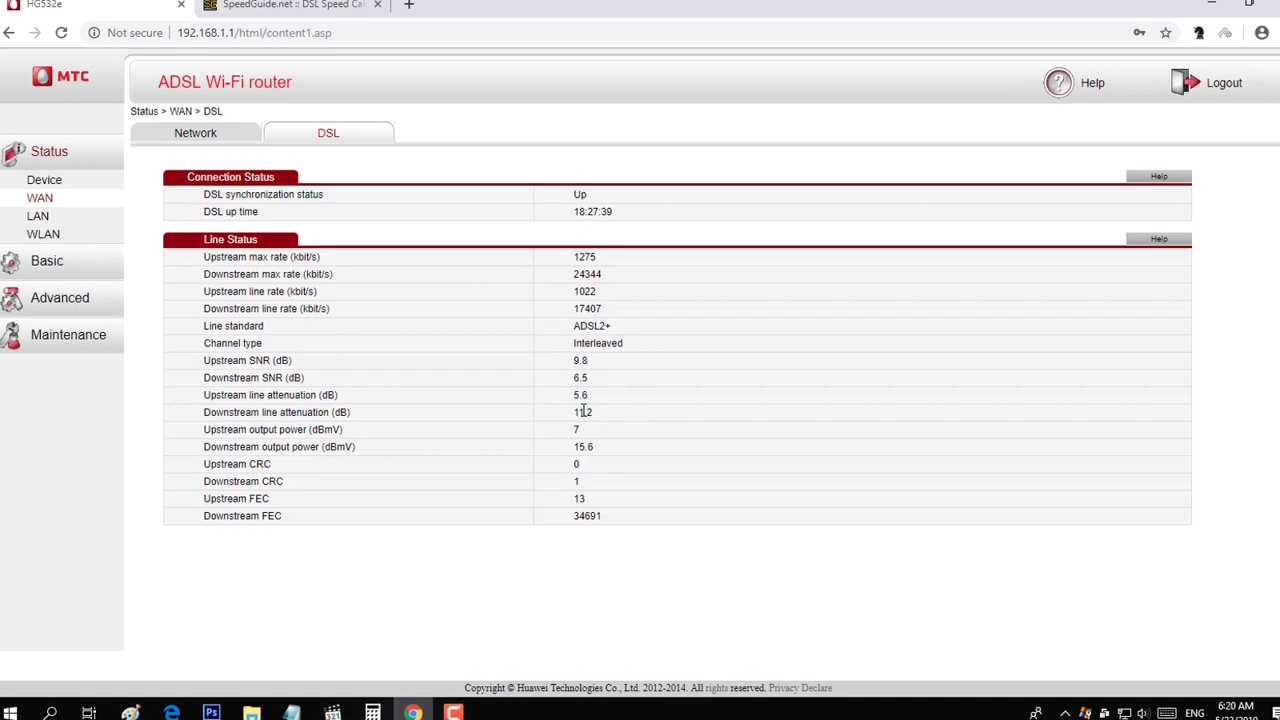 HG532e
SpeedGuide.net :: DSL Speed Ca
Not secure 192.168.1.1/html/content1.asp
MTC
ADSL Wi-Fi router
Help
Logout
Status > WAN > DSL
Network
DSL
Status
Device
WAN
LAN
WLAN
Basic
Advanced
Maintenance
Connection Status Help
DSL synchronization status Up
DSL up time 18:27:39
Line Status Help
Upstream max rate (kbit/s) 1275
Downstream max rate (kbit/s) 24344
Upstream line rate (kbit/s) 1022
Downstream line rate (kbit/s) 17407
Line standard ADSL2+
Channel type Interleaved
Upstream SNR (dB) 9.8
Downstream SNR (dB) 6.5
Upstream line attenuation (dB) 5.6
Downstream line attenuation (dB) 11.2
Upstream output power (dBmV) 7
Downstream output power (dBmV) 15.6
Upstream CRC 0
Downstream CRC 1
Upstream FEC 13
Downstream FEC 34691
Copyright © Huawei Technologies Co., Ltd. 2012-2014. All rights reserved. Privacy Declare
ENG
6:20 AM